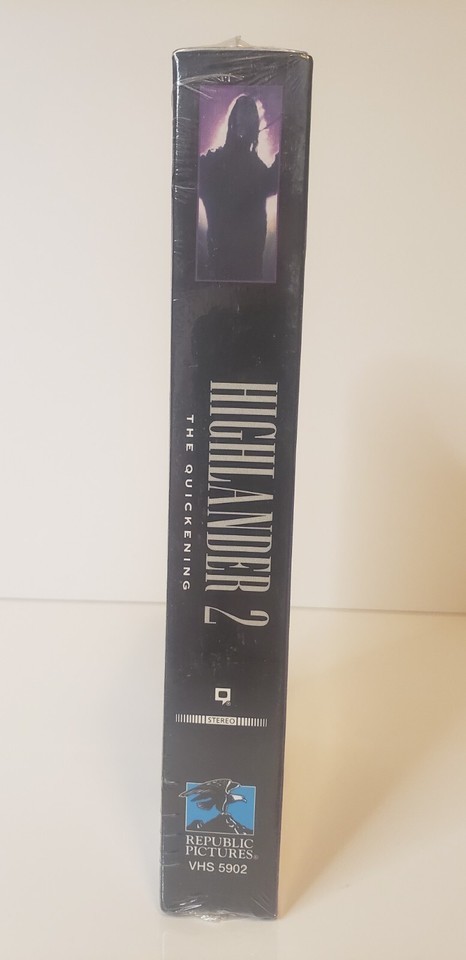 HIGHLANDER 2
THE QUICKENING
STEREO
REPUBLIC
PICTURES®
VHS 5902